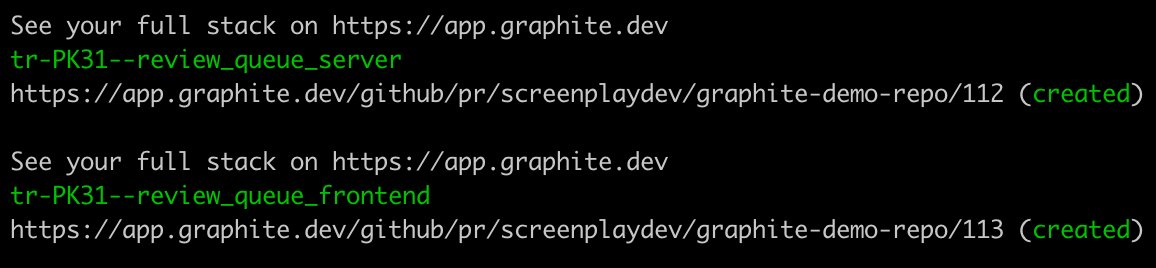 See your full stack on https://app.graphite.dev
tr-PK31--review_queue_server
https://app.graphite.dev/github/pr/screenplaydev/graphite-demo-repo/112 (created)
See your full stack on https://app.graphite.dev
tr-PK31--review_queue_frontend
https://app.graphite.dev/github/pr/screenplaydev/graphite-demo-repo/113 (created)